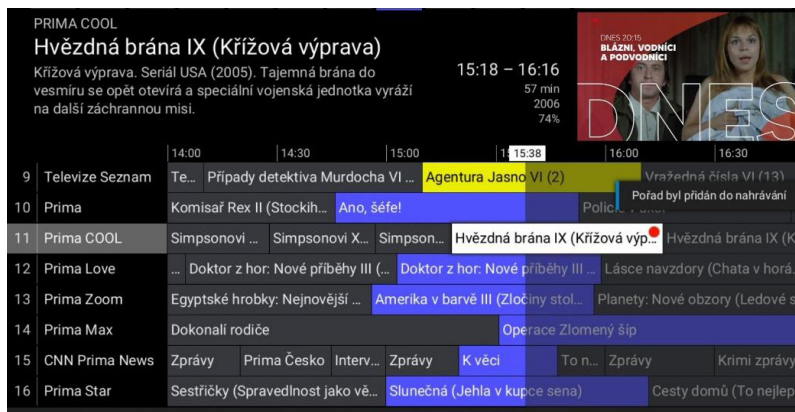 PRIMA COOL
Hvězdná brána IX (Křížová výprava)
Křížová výprava. Seriál USA (2005). Tajemná brána do
vesmíru se opět otevírá a speciální vojenská jednotka vyráží
na další záchrannou misi.
15:18 – 16:16
57 min
2006
74%
DNES 20:15
BLÁZNI, VODNÍCI
A PODVODNÍCI
DNES
14:00 14:30 15:00 15:38 16:00 16:30
9 Televize Seznam Te... Případy detektiva Murdocha VI ... Agentura Jasno VI (2) Vražedná čísla VI (13)
Pořad byl přidán do nahrávání
10 Prima Komisař Rex II (Stockih... Ano, šéfe!
11 Prima COOL Simpsonovi ... Simpsonovi X... Simpson... Hvězdná brána IX (Křížová výp... Hvězdná brána IX (K
12 Prima Love ... Doktor z hor: Nové příběhy III (... Doktor z hor: Nové příběhy III ... Lásce navzdory (Chata v horá.
13 Prima Zoom Egyptské hrobky: Nejnovější ... Amerika v barvě III (Zločiny stol... Planety: Nové obzory (Ledové s
14 Prima Max Dokonalí rodiče Operace Zlomený šíp
15 CNN Prima News Zprávy Prima Česko Interv... Zprávy K věci To n... Zprávy Krimi zprávy
16 Prima Star Sestřičky (Spravedlnost jako vě... Slunečná (Jehla v kupce sena) Cesty domů (To nejlep